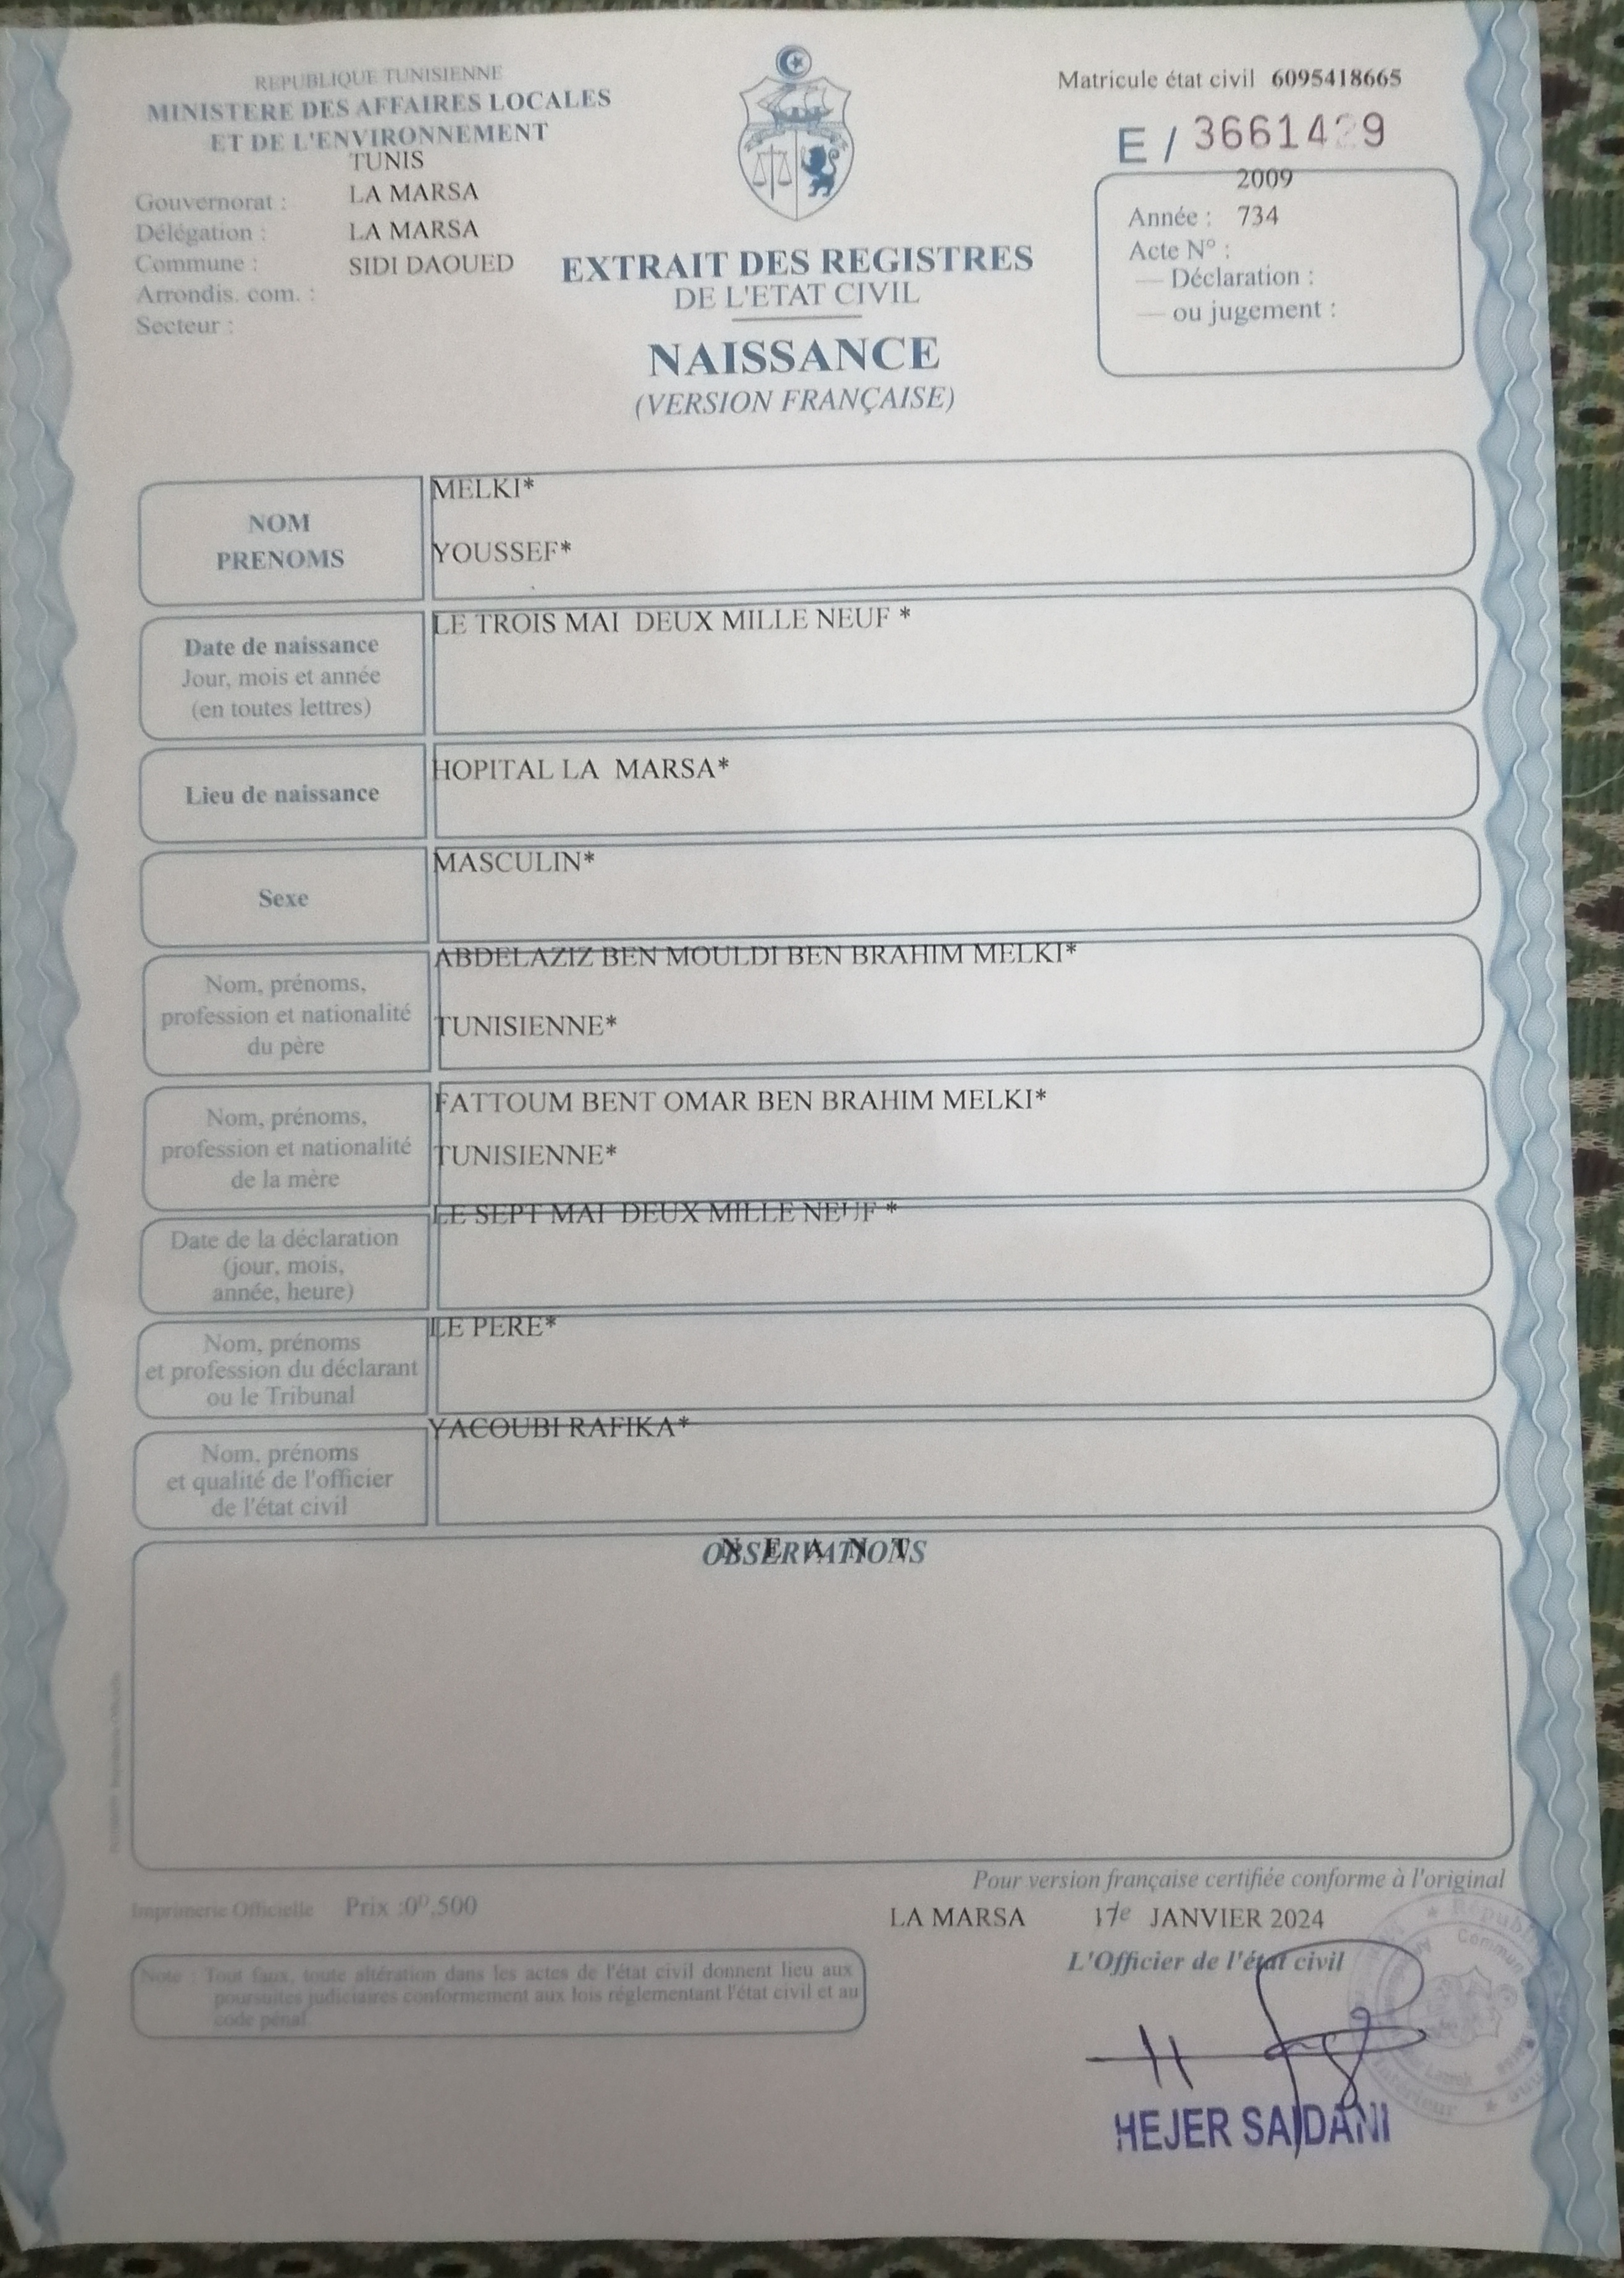 REPUBLIQUE TUNISIENNE
MINISTERE DES AFFAIRES LOCALES
ET DE L'ENVIRONNEMENT
TUNIS
Gouvernorat : LA MARSA
Délégation : LA MARSA
Commune : SIDI DAOUED
Arrondis. com. :
Secteur :
EXTRAIT DES REGISTRES
DE L'ETAT CIVIL
NAISSANCE
(VERSION FRANÇAISE)
Matricule état civil 6095418665
E /
2009
Année : 734
Acte N° :
— Déclaration :
— ou jugement :
NOM
PRENOMS
MELKI*
YOUSSEF*
Date de naissance
Jour, mois et année
(en toutes lettres)
LE TROIS MAI DEUX MILLE NEUF *
Lieu de naissance
HOPITAL LA MARSA*
Sexe
MASCULIN*
Nom, prénoms,
profession et nationalité
du père
ABDELAZIZ BEN MOULDI BEN BRAHIM MELKI*
TUNISIENNE*
Nom, prénoms,
profession et nationalité
de la mère
FATTOUM BENT OMAR BEN BRAHIM MELKI*
TUNISIENNE*
Date de la déclaration
(jour, mois,
année, heure)
LE SEPT MAI DEUX MILLE NEUF *
Nom, prénoms
et profession du déclarant
ou le Tribunal
LE PERE*
Nom, prénoms
et qualité de l'officier
de l'état civil
YACOUBI RAFIKA*
OBSERVATIONS
N E A N T
Pour version française certifiée conforme à l'original
Imprimerie Officielle Prix :0ᴰ,500
LA MARSA 17e JANVIER 2024
L'Officier de l'état civil
Note : Tout faux, toute altération dans les actes de l'état civil donnent lieu aux
poursuites judiciaires conformement aux lois réglementant l'état civil et au
code pénal
HEJER SAIDANI